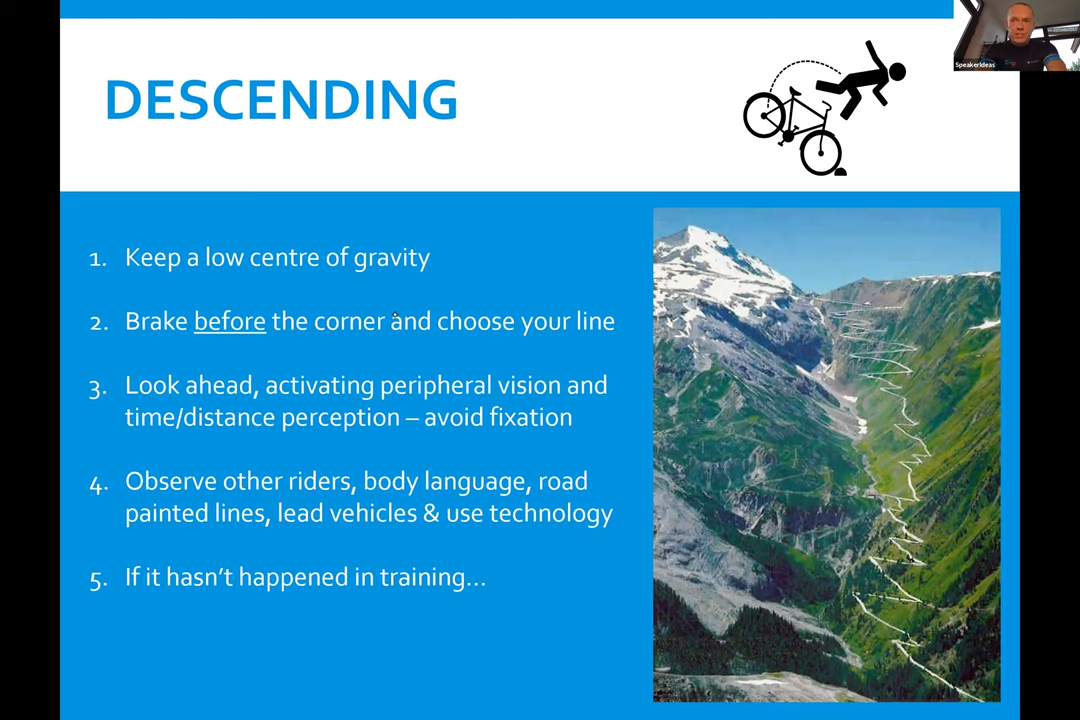 SpeakerIdeas
DESCENDING
1. Keep a low centre of gravity
2. Brake before the corner and choose your line
3. Look ahead, activating peripheral vision and
time/distance perception – avoid fixation
4. Observe other riders, body language, road
painted lines, lead vehicles & use technology
5. If it hasn't happened in training...